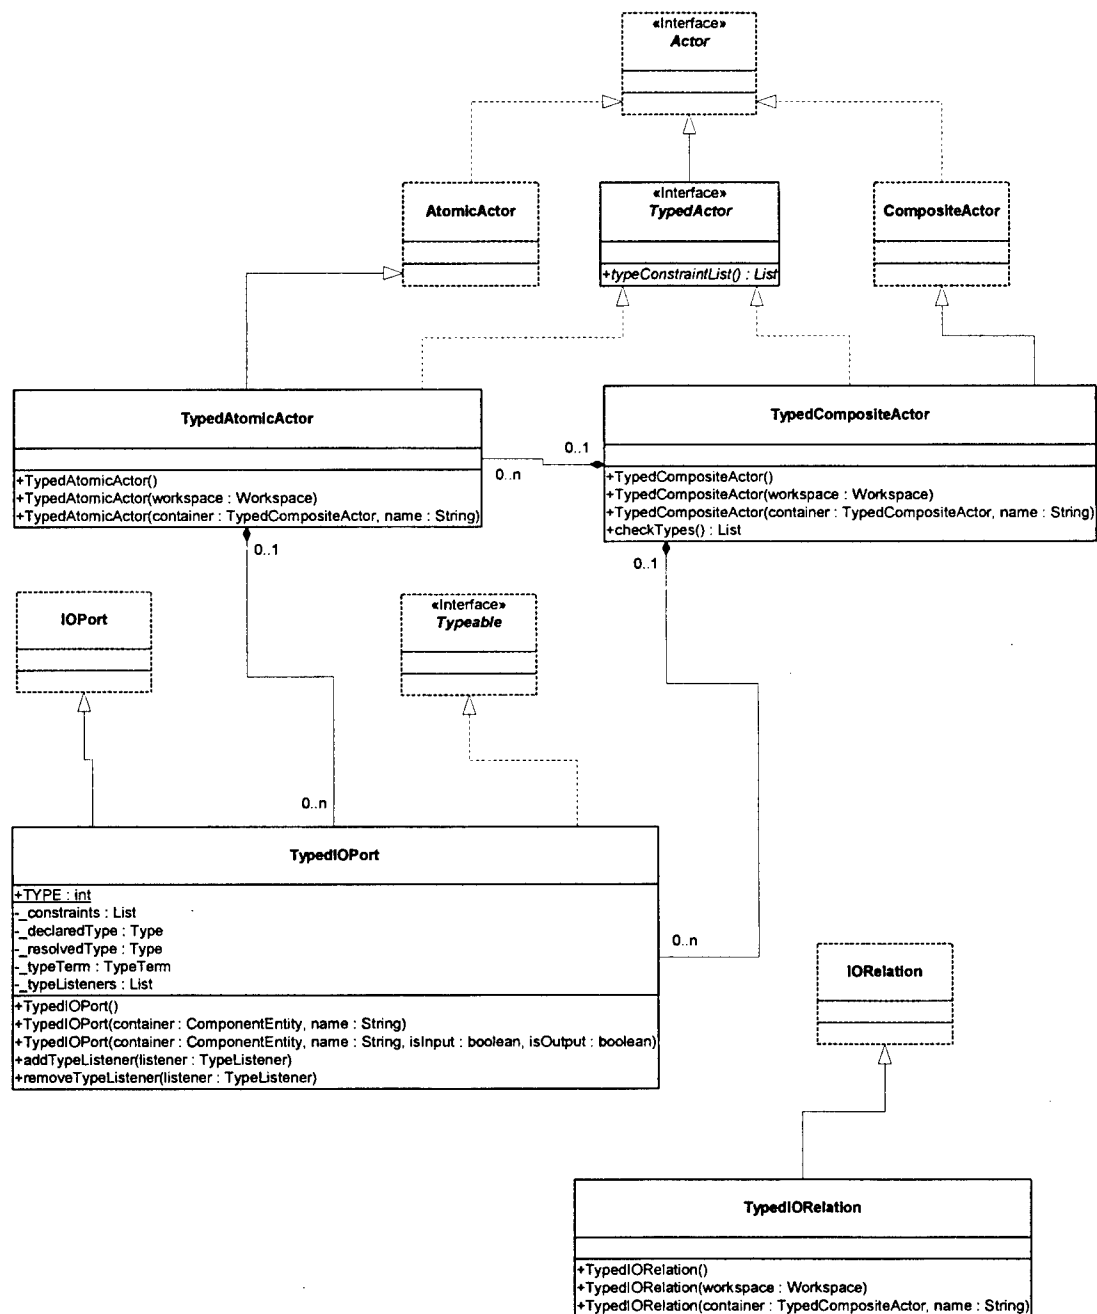 «Interface»
Actor
AtomicActor
«Interface»
TypedActor
+typeConstraintList() : List
CompositeActor
TypedAtomicActor
+TypedAtomicActor()
+TypedAtomicActor(workspace : Workspace)
+TypedAtomicActor(container : TypedCompositeActor, name : String)
0..1
0..n
TypedCompositeActor
+TypedCompositeActor()
+TypedCompositeActor(workspace : Workspace)
+TypedCompositeActor(container : TypedCompositeActor, name : String)
+checkTypes() : List
0..1
0..1
IOPort
«Interface»
Typeable
0..n
TypedIOPort
+TYPE : int
-_constraints : List
-_declaredType : Type
-_resolvedType : Type
-_typeTerm : TypeTerm
-_typeListeners : List
+TypedIOPort()
+TypedIOPort(container : ComponentEntity, name : String)
+TypedIOPort(container : ComponentEntity, name : String, isInput : boolean, isOutput : boolean)
+addTypeListener(listener : TypeListener)
+removeTypeListener(listener : TypeListener)
0..n
IORelation
TypedIORelation
+TypedIORelation()
+TypedIORelation(workspace : Workspace)
+TypedIORelation(container : TypedCompositeActor, name : String)